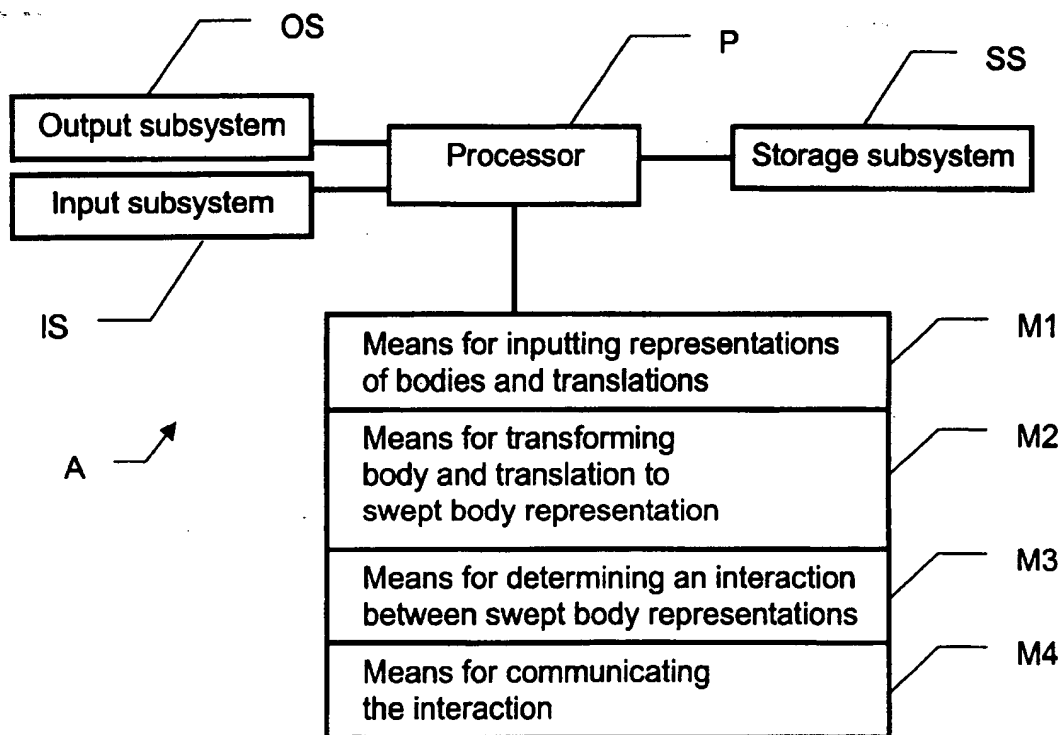 OS
P
SS
Output subsystem
Processor
Storage subsystem
Input subsystem
IS
Means for inputting representations
of bodies and translations
M1
A
Means for transforming
body and translation to
swept body representation
M2
Means for determining an interaction
between swept body representations
M3
Means for communicating
the interaction
M4